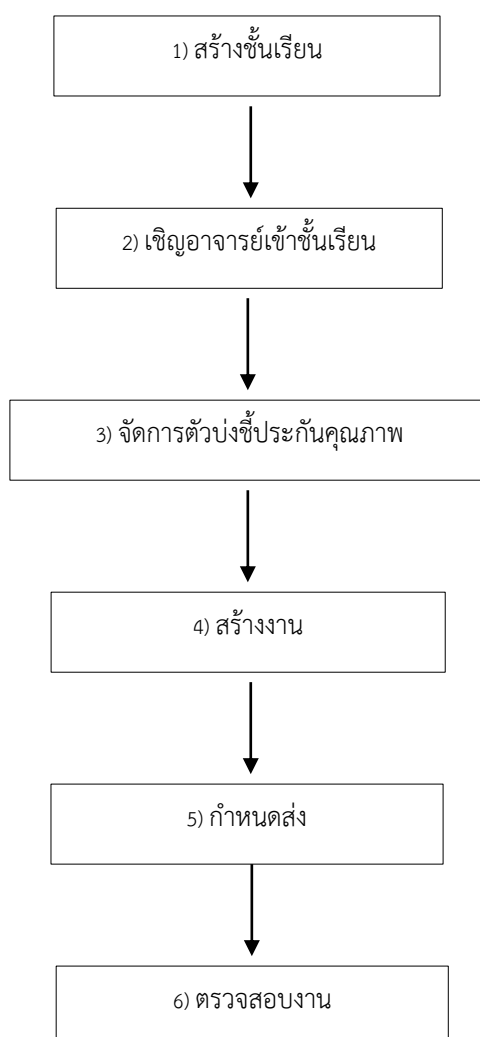 1) สร้างชั้นเรียน
2) เชิญอาจารย์เข้าชั้นเรียน
3) จัดการตัวบ่งชี้ประกันคุณภาพ
4) สร้างงาน
5) กำหนดส่ง
6) ตรวจสอบงาน